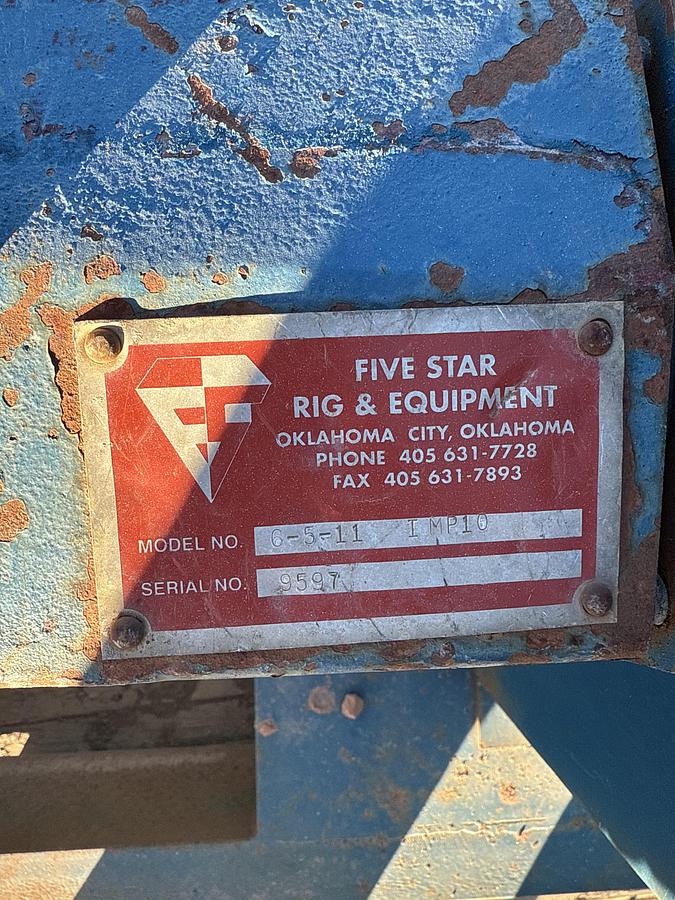 FIVE STAR
RIG & EQUIPMENT
OKLAHOMA CITY, OKLAHOMA
PHONE 405 631-7728
FAX 405 631-7893
MODEL NO. 6-5-11 IMP10
SERIAL NO. 9597